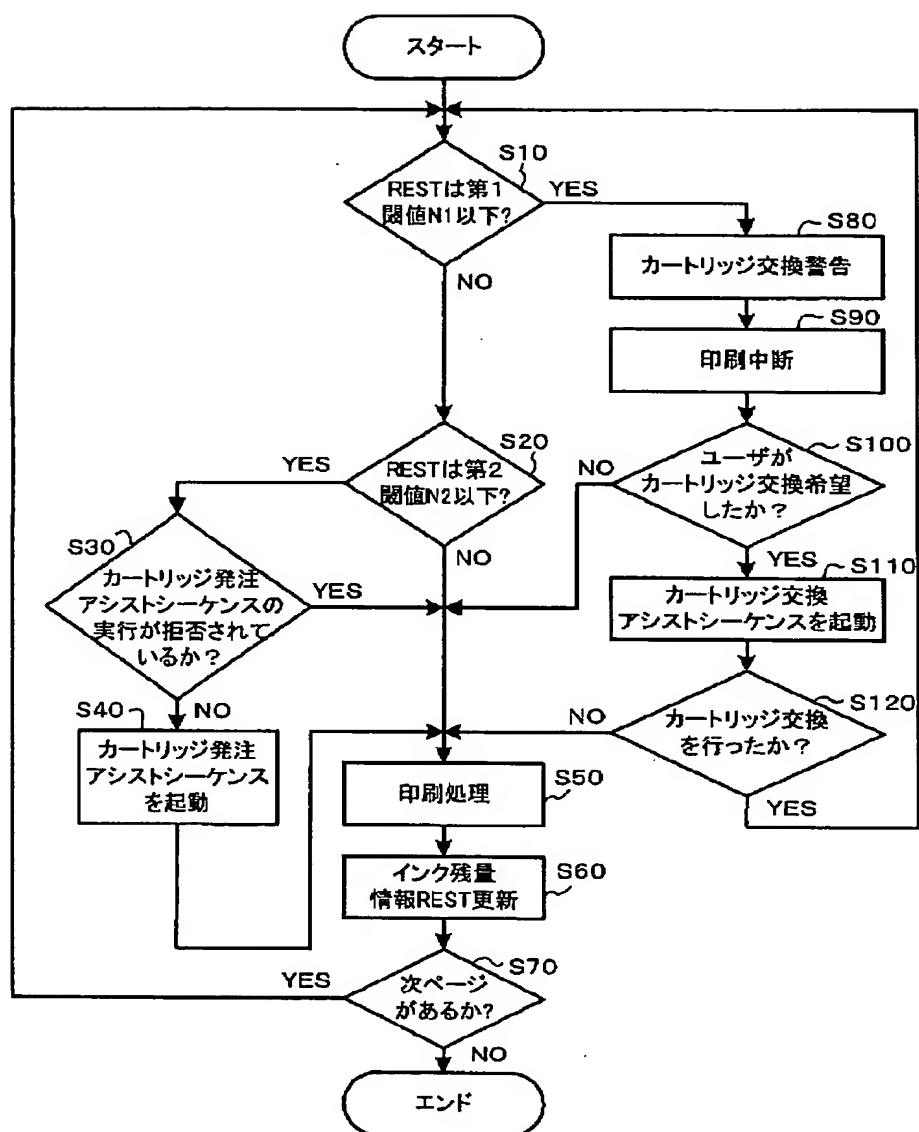 スタート
S10
RESTは第1
閾値N1以下?
YES
NO
S80
カートリッジ交換警告
S90
印刷中断
S20
RESTは第2
閾値N2以下?
YES
NO
S100
ユーザが
カートリッジ交換希望
したか？
NO
YES
S30
カートリッジ発注
アシストシーケンスの
実行が拒否されて
いるか？
YES
NO
S110
カートリッジ交換
アシストシーケンスを起動
S40
カートリッジ発注
アシストシーケンス
を起動
S120
カートリッジ交換
を行ったか？
NO
YES
S50
印刷処理
S60
インク残量
情報REST更新
S70
次ページ
があるか?
YES
NO
エンド